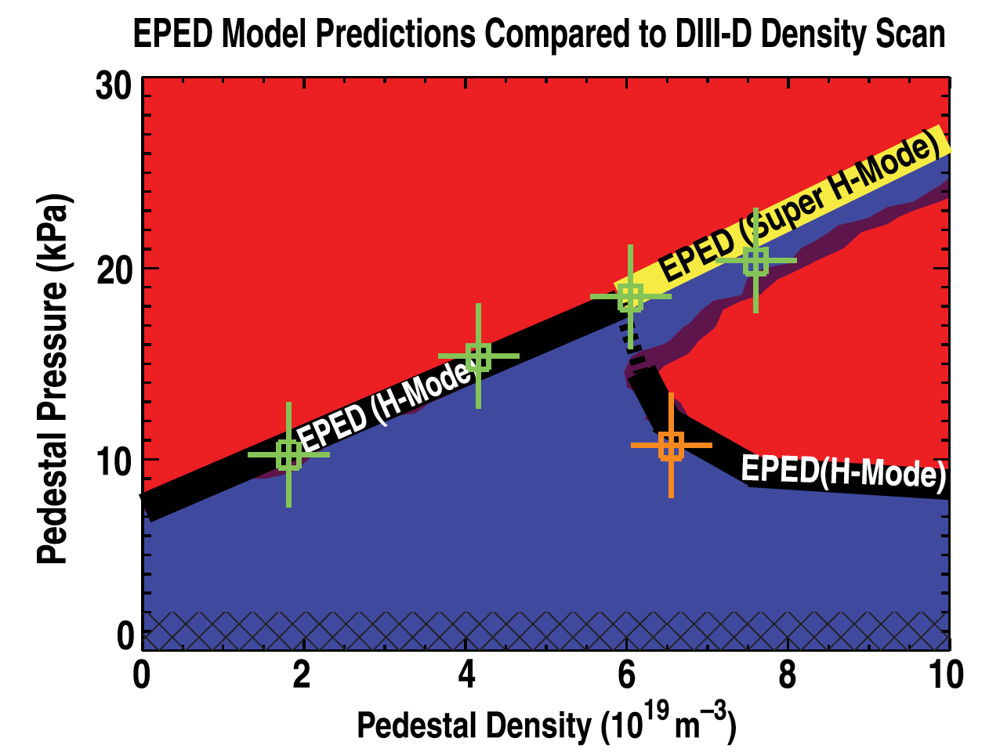 EPED Model Predictions Compared to DIII-D Density Scan
30
20
10
0
Pedestal Pressure (kPa)
EPED (H-Mode)
EPED (Super H-Mode)
EPED(H-Mode)
0 2 4 6 8 10
Pedestal Density (10¹⁹ m⁻³)